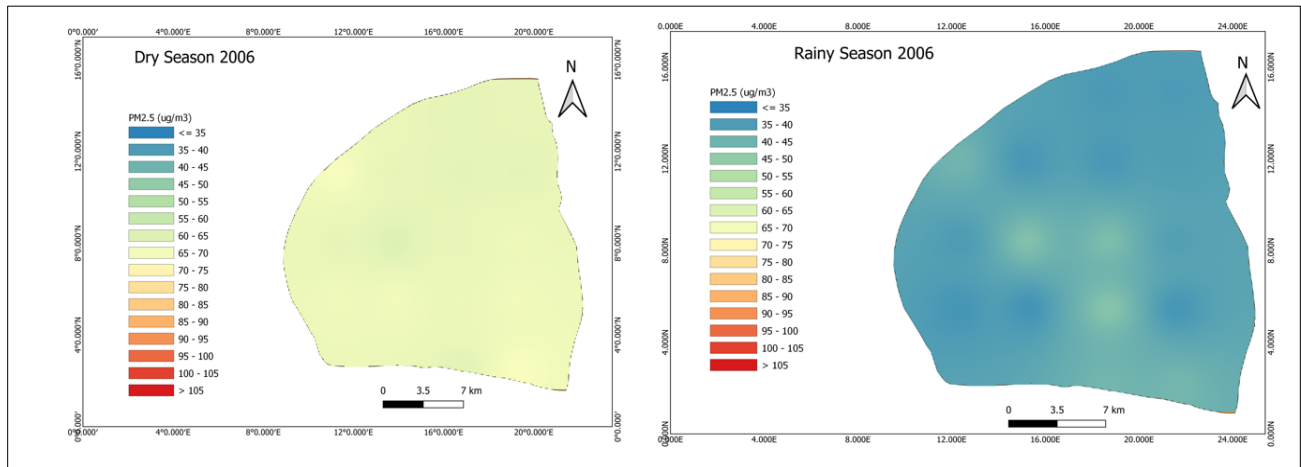 0°0.000' 8°0.000'E 12°0.000'E 16°0.000'E 20°0.000'E
Dry Season 2006
N
16°0.000'N
12°0.000'N
8°0.000'N
4°0.000'N
0°0.000'
PM2.5 (ug/m3)
<= 35
35 - 40
40 - 45
45 - 50
50 - 55
55 - 60
60 - 65
65 - 70
70 - 75
75 - 80
80 - 85
85 - 90
90 - 95
95 - 100
100 - 105
> 105
0 3.5 7 km
16°0.000'N
12°0.000'N
8°0.000'N
4°0.000'N
0°0.000'
0°0.000' 8°0.000'E 12°0.000'E 16°0.000'E 20°0.000'E
0.000E 8.000E 12.000E 16.000E 20.000E 24.000E
Rainy Season 2006
N
16.000N
12.000N
8.000N
4.000N
0.000N
PM2.5 (ug/m3)
<= 35
35 - 40
40 - 45
45 - 50
50 - 55
55 - 60
60 - 65
65 - 70
70 - 75
75 - 80
80 - 85
85 - 90
90 - 95
95 - 100
100 - 105
> 105
0 3.5 7 km
16.000N
12.000N
8.000N
4.000N
0.000N
0.000E 8.000E 12.000E 16.000E 20.000E 24.000E